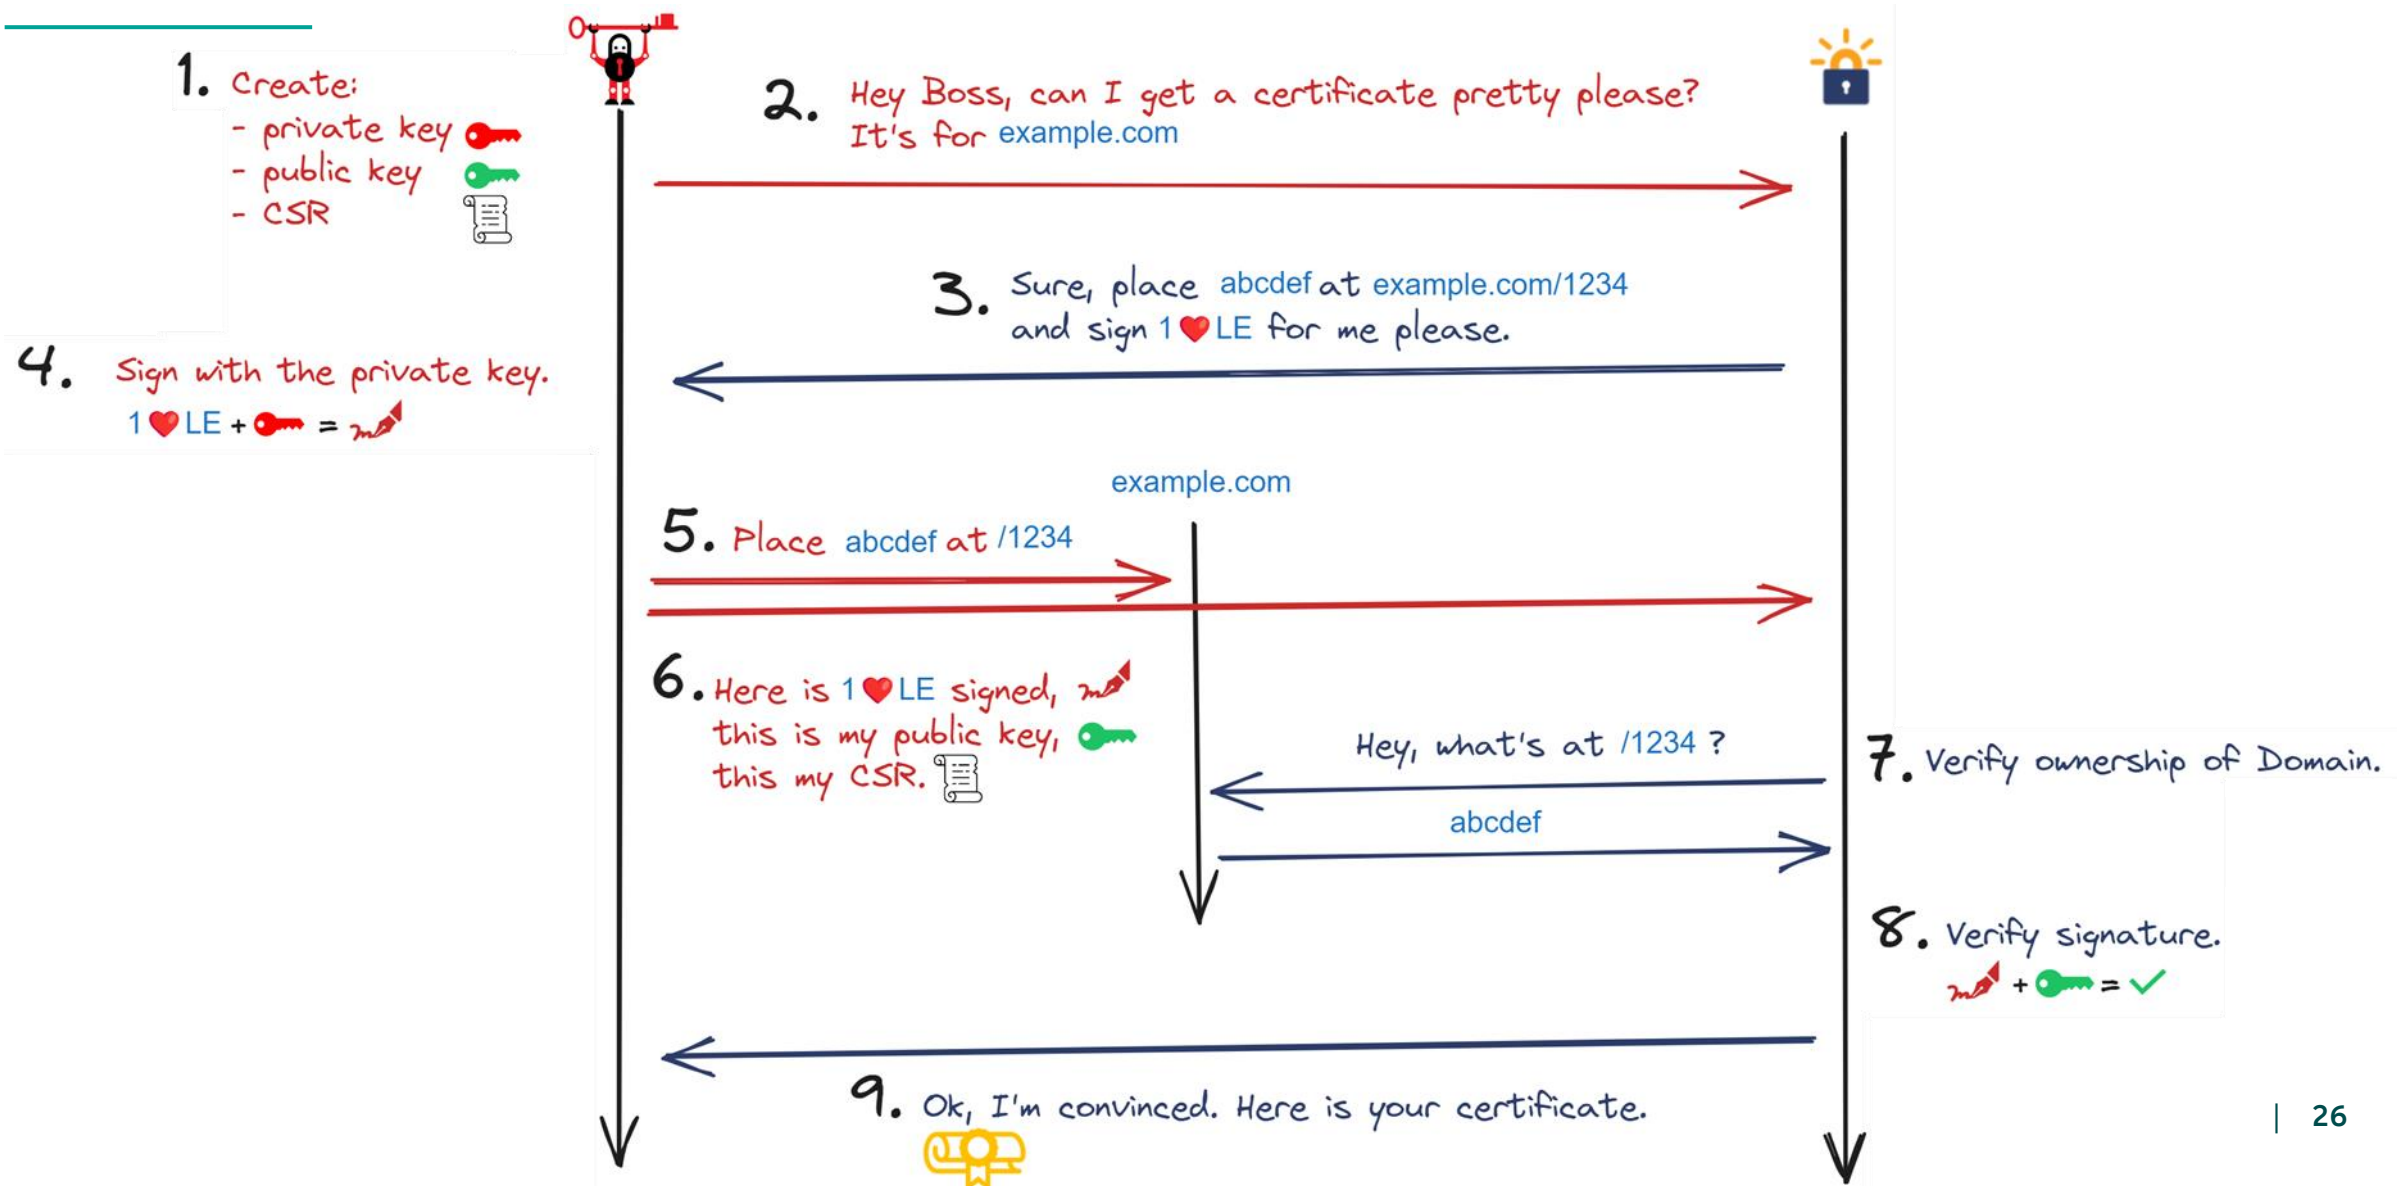 1. Create:
- private key
- public key
- CSR
2. Hey Boss, can I get a certificate pretty please?
It's for example.com
3. Sure, place abcdef at example.com/1234
and sign 1 ❤ LE for me please.
4. Sign with the private key.
1 ❤ LE + =
example.com
5. Place abcdef at /1234
6. Here is 1 ❤ LE signed,
this is my public key,
this my CSR.
Hey, what's at /1234 ?
7. Verify ownership of Domain.
abcdef
8. Verify signature.
+ = ✓
9. Ok, I'm convinced. Here is your certificate.
| 26